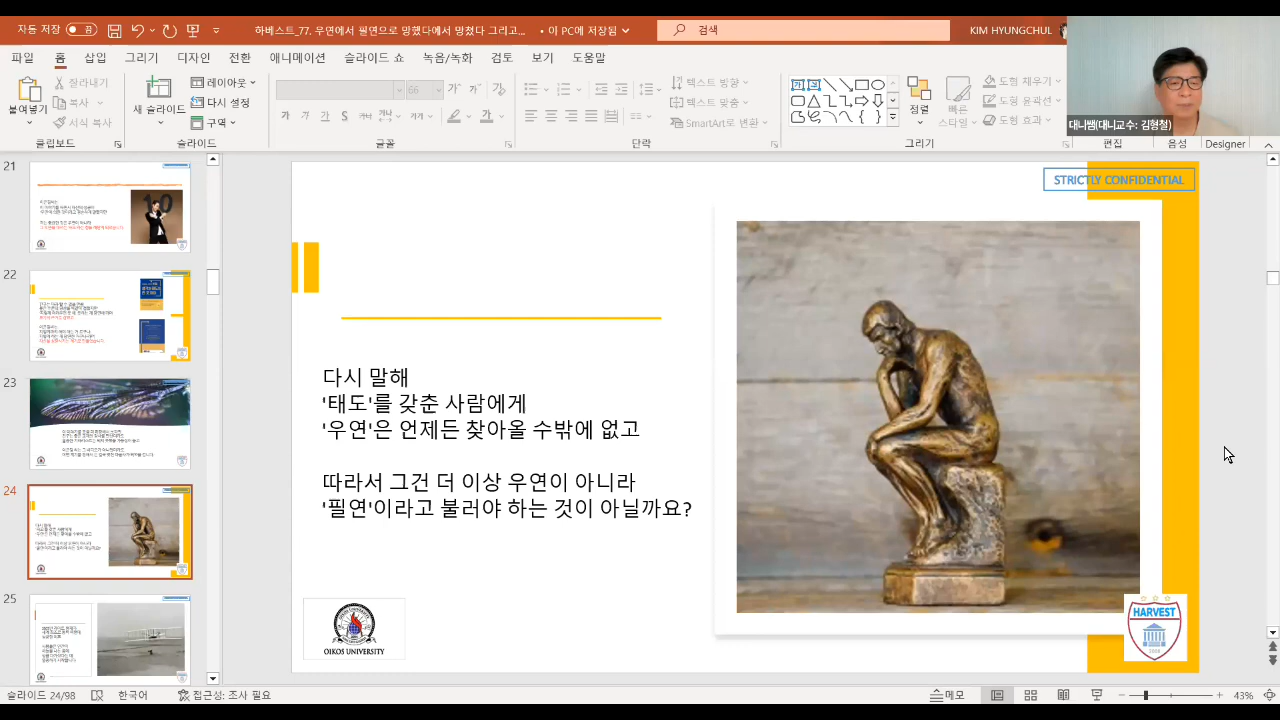 자동 저장
하베스트_77. 우연에서 필연으로 망했다에서 망쳤다 그리고... • 이 PC에 저장됨
검색
KIM HYUNGCHUL
파일 홈 삽입 그리기 디자인 전환 애니메이션 슬라이드 쇼 녹음/녹화 검토 보기 도움말
붙여넣기
잘라내기
복사
서식 복사
클립보드
새 슬라이드
레이아웃
다시 설정
구역
슬라이드
66
글꼴
텍스트 방향
텍스트 맞춤
SmartArt로 변환
단락
정렬
빠른
스타일
도형 채우기
도형 윤곽선
도형 효과
그리기
편집
음성
Designer
대니쌤(대니교수: 김형철)
21
22
23
24
25
STRICTLY CONFIDENTIAL
다시 말해
'태도'를 갖춘 사람에게
'우연'은 언제든 찾아올 수밖에 없고
따라서 그건 더 이상 우연이 아니라
'필연'이라고 불러야 하는 것이 아닐까요?
OIKOS UNIVERSITY
HARVEST
슬라이드 24/98
한국어
접근성: 조사 필요
메모
43%